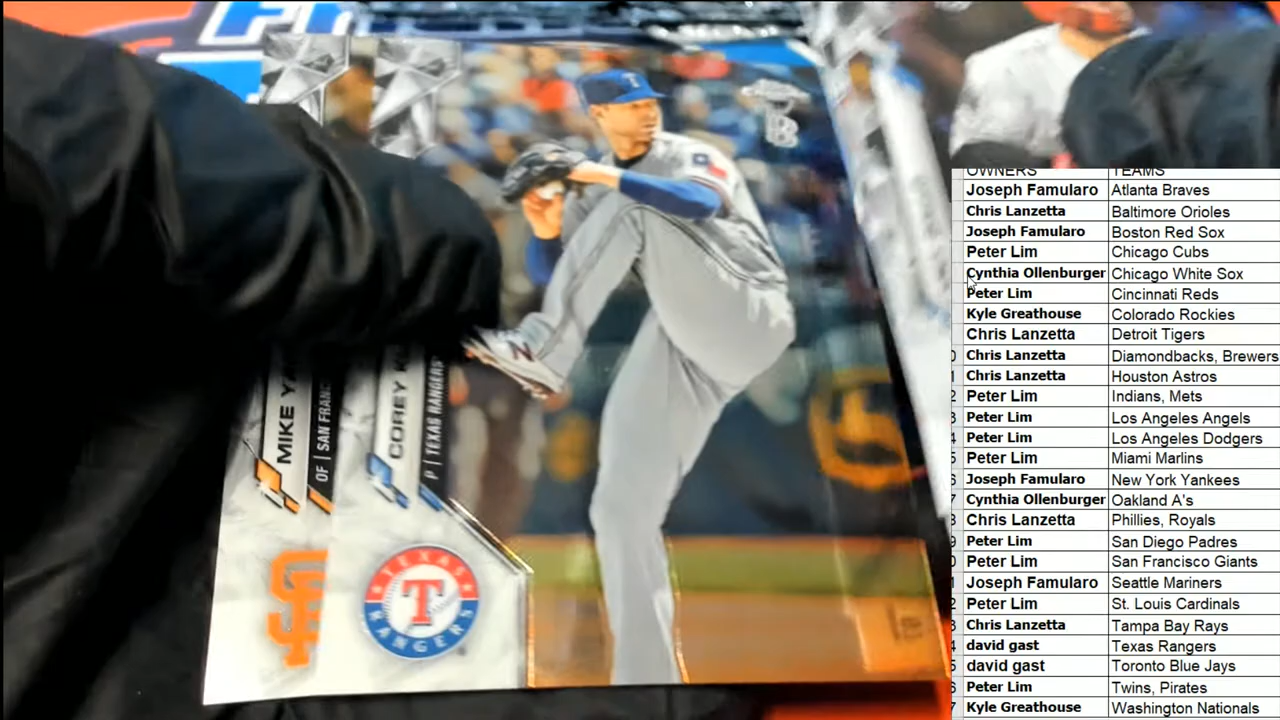 OWNERS TEAMS
Joseph Famularo Atlanta Braves
Chris Lanzetta Baltimore Orioles
Joseph Famularo Boston Red Sox
Peter Lim Chicago Cubs
Cynthia Ollenburger Chicago White Sox
Peter Lim Cincinnati Reds
Kyle Greathouse Colorado Rockies
Chris Lanzetta Detroit Tigers
Chris Lanzetta Diamondbacks, Brewers
Chris Lanzetta Houston Astros
Peter Lim Indians, Mets
Peter Lim Los Angeles Angels
Peter Lim Los Angeles Dodgers
Peter Lim Miami Marlins
Joseph Famularo New York Yankees
Cynthia Ollenburger Oakland A's
Chris Lanzetta Phillies, Royals
Peter Lim San Diego Padres
Peter Lim San Francisco Giants
Joseph Famularo Seattle Mariners
Peter Lim St. Louis Cardinals
Chris Lanzetta Tampa Bay Rays
david gast Texas Rangers
david gast Toronto Blue Jays
Peter Lim Twins, Pirates
Kyle Greathouse Washington Nationals
MIKE
OF | SAN
COREY
P | TEXAS RANGERS
SF
TEXAS
T
RANGERS